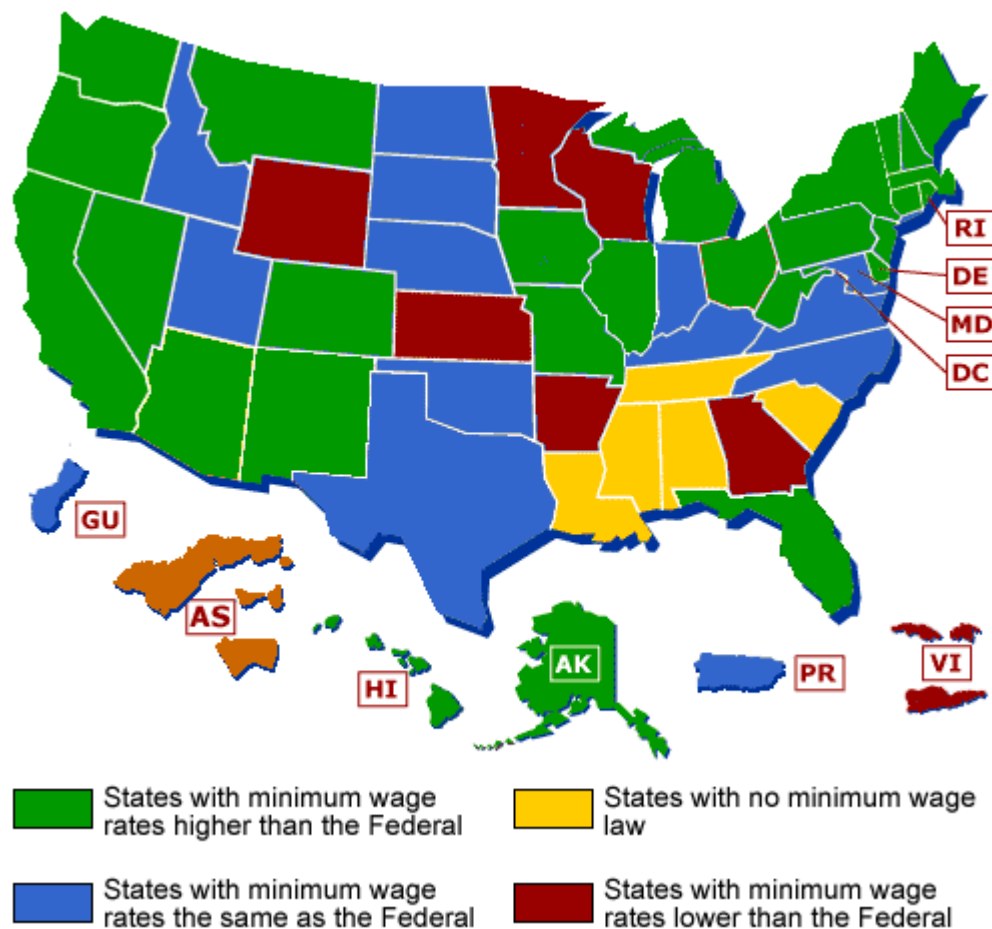 RI
DE
MD
DC
GU
AS
HI
AK
PR
VI
States with minimum wage
rates higher than the Federal
States with no minimum wage
law
States with minimum wage
rates the same as the Federal
States with minimum wage
rates lower than the Federal